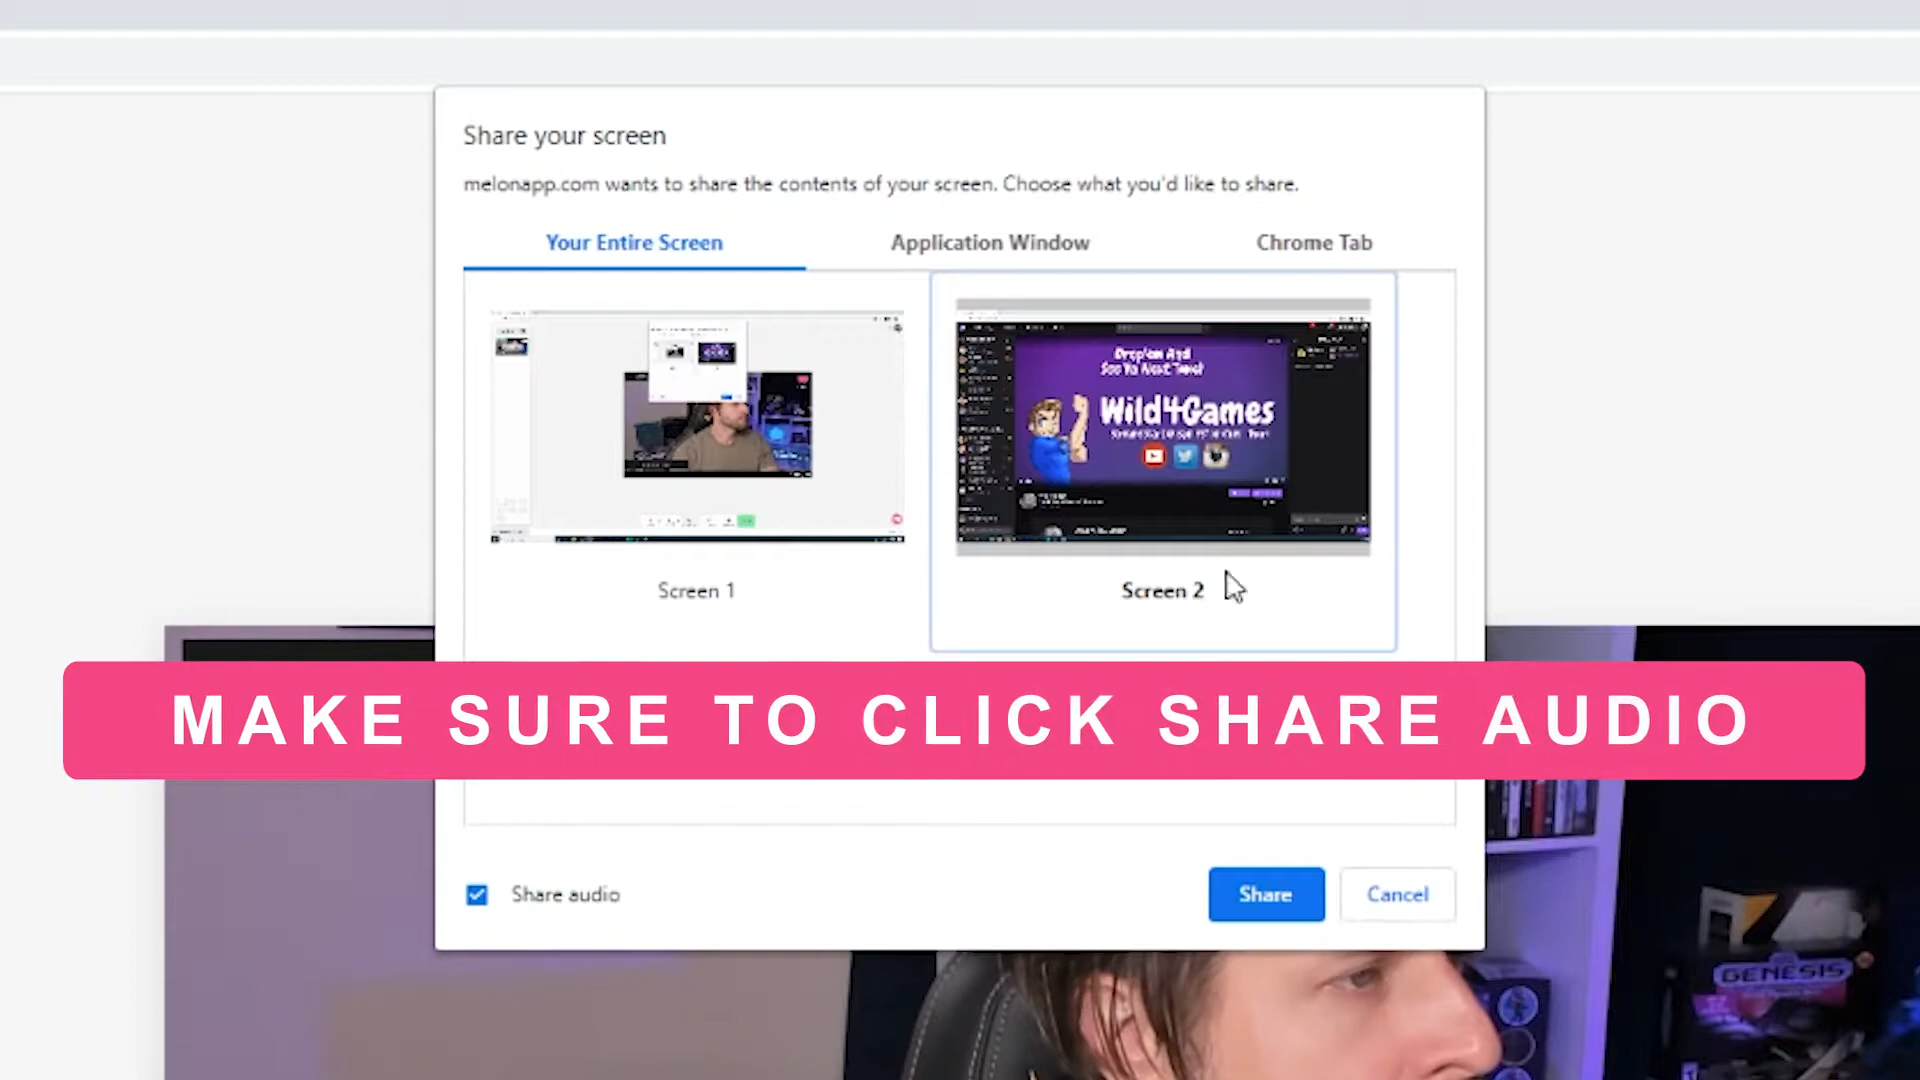 Share your screen
melonapp.com wants to share the contents of your screen. Choose what you'd like to share.
Your Entire Screen
Application Window
Chrome Tab
Wild4Games
Screen 1
Screen 2
MAKE SURE TO CLICK SHARE AUDIO
Share audio
Share
Cancel
GENESIS